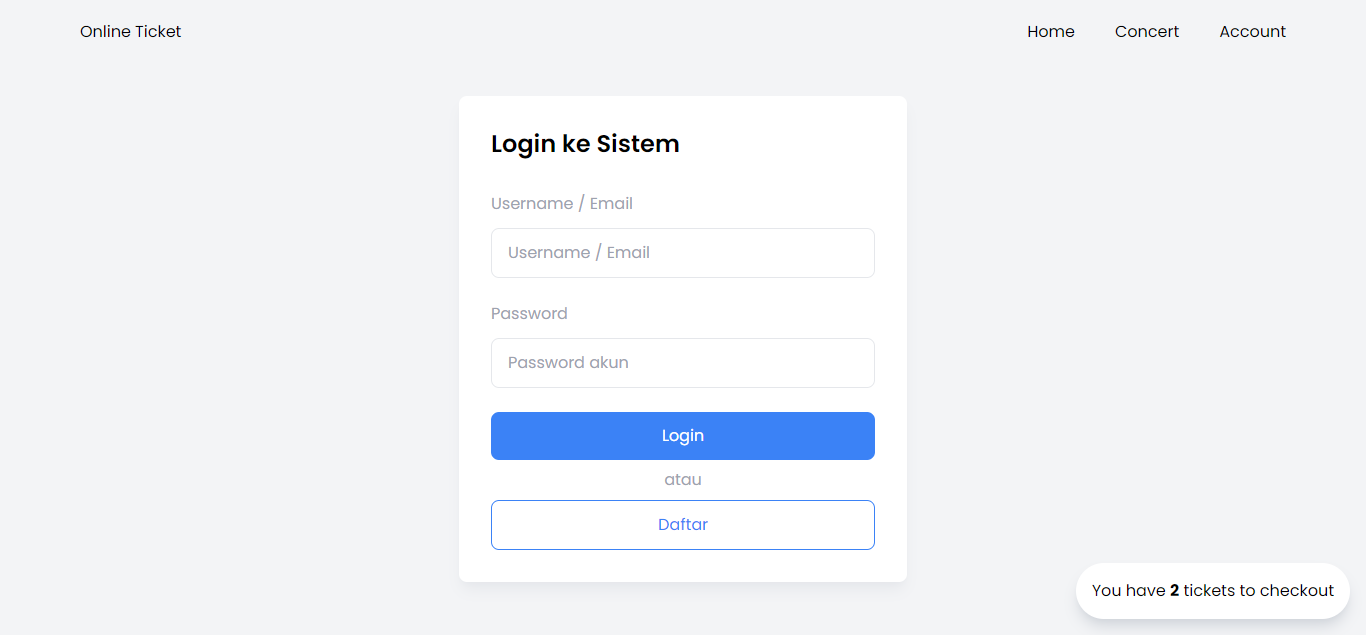 Online Ticket
Home Concert Account
Login ke Sistem
Username / Email
Username / Email
Password
Password akun
Login
atau
Daftar
You have 2 tickets to checkout